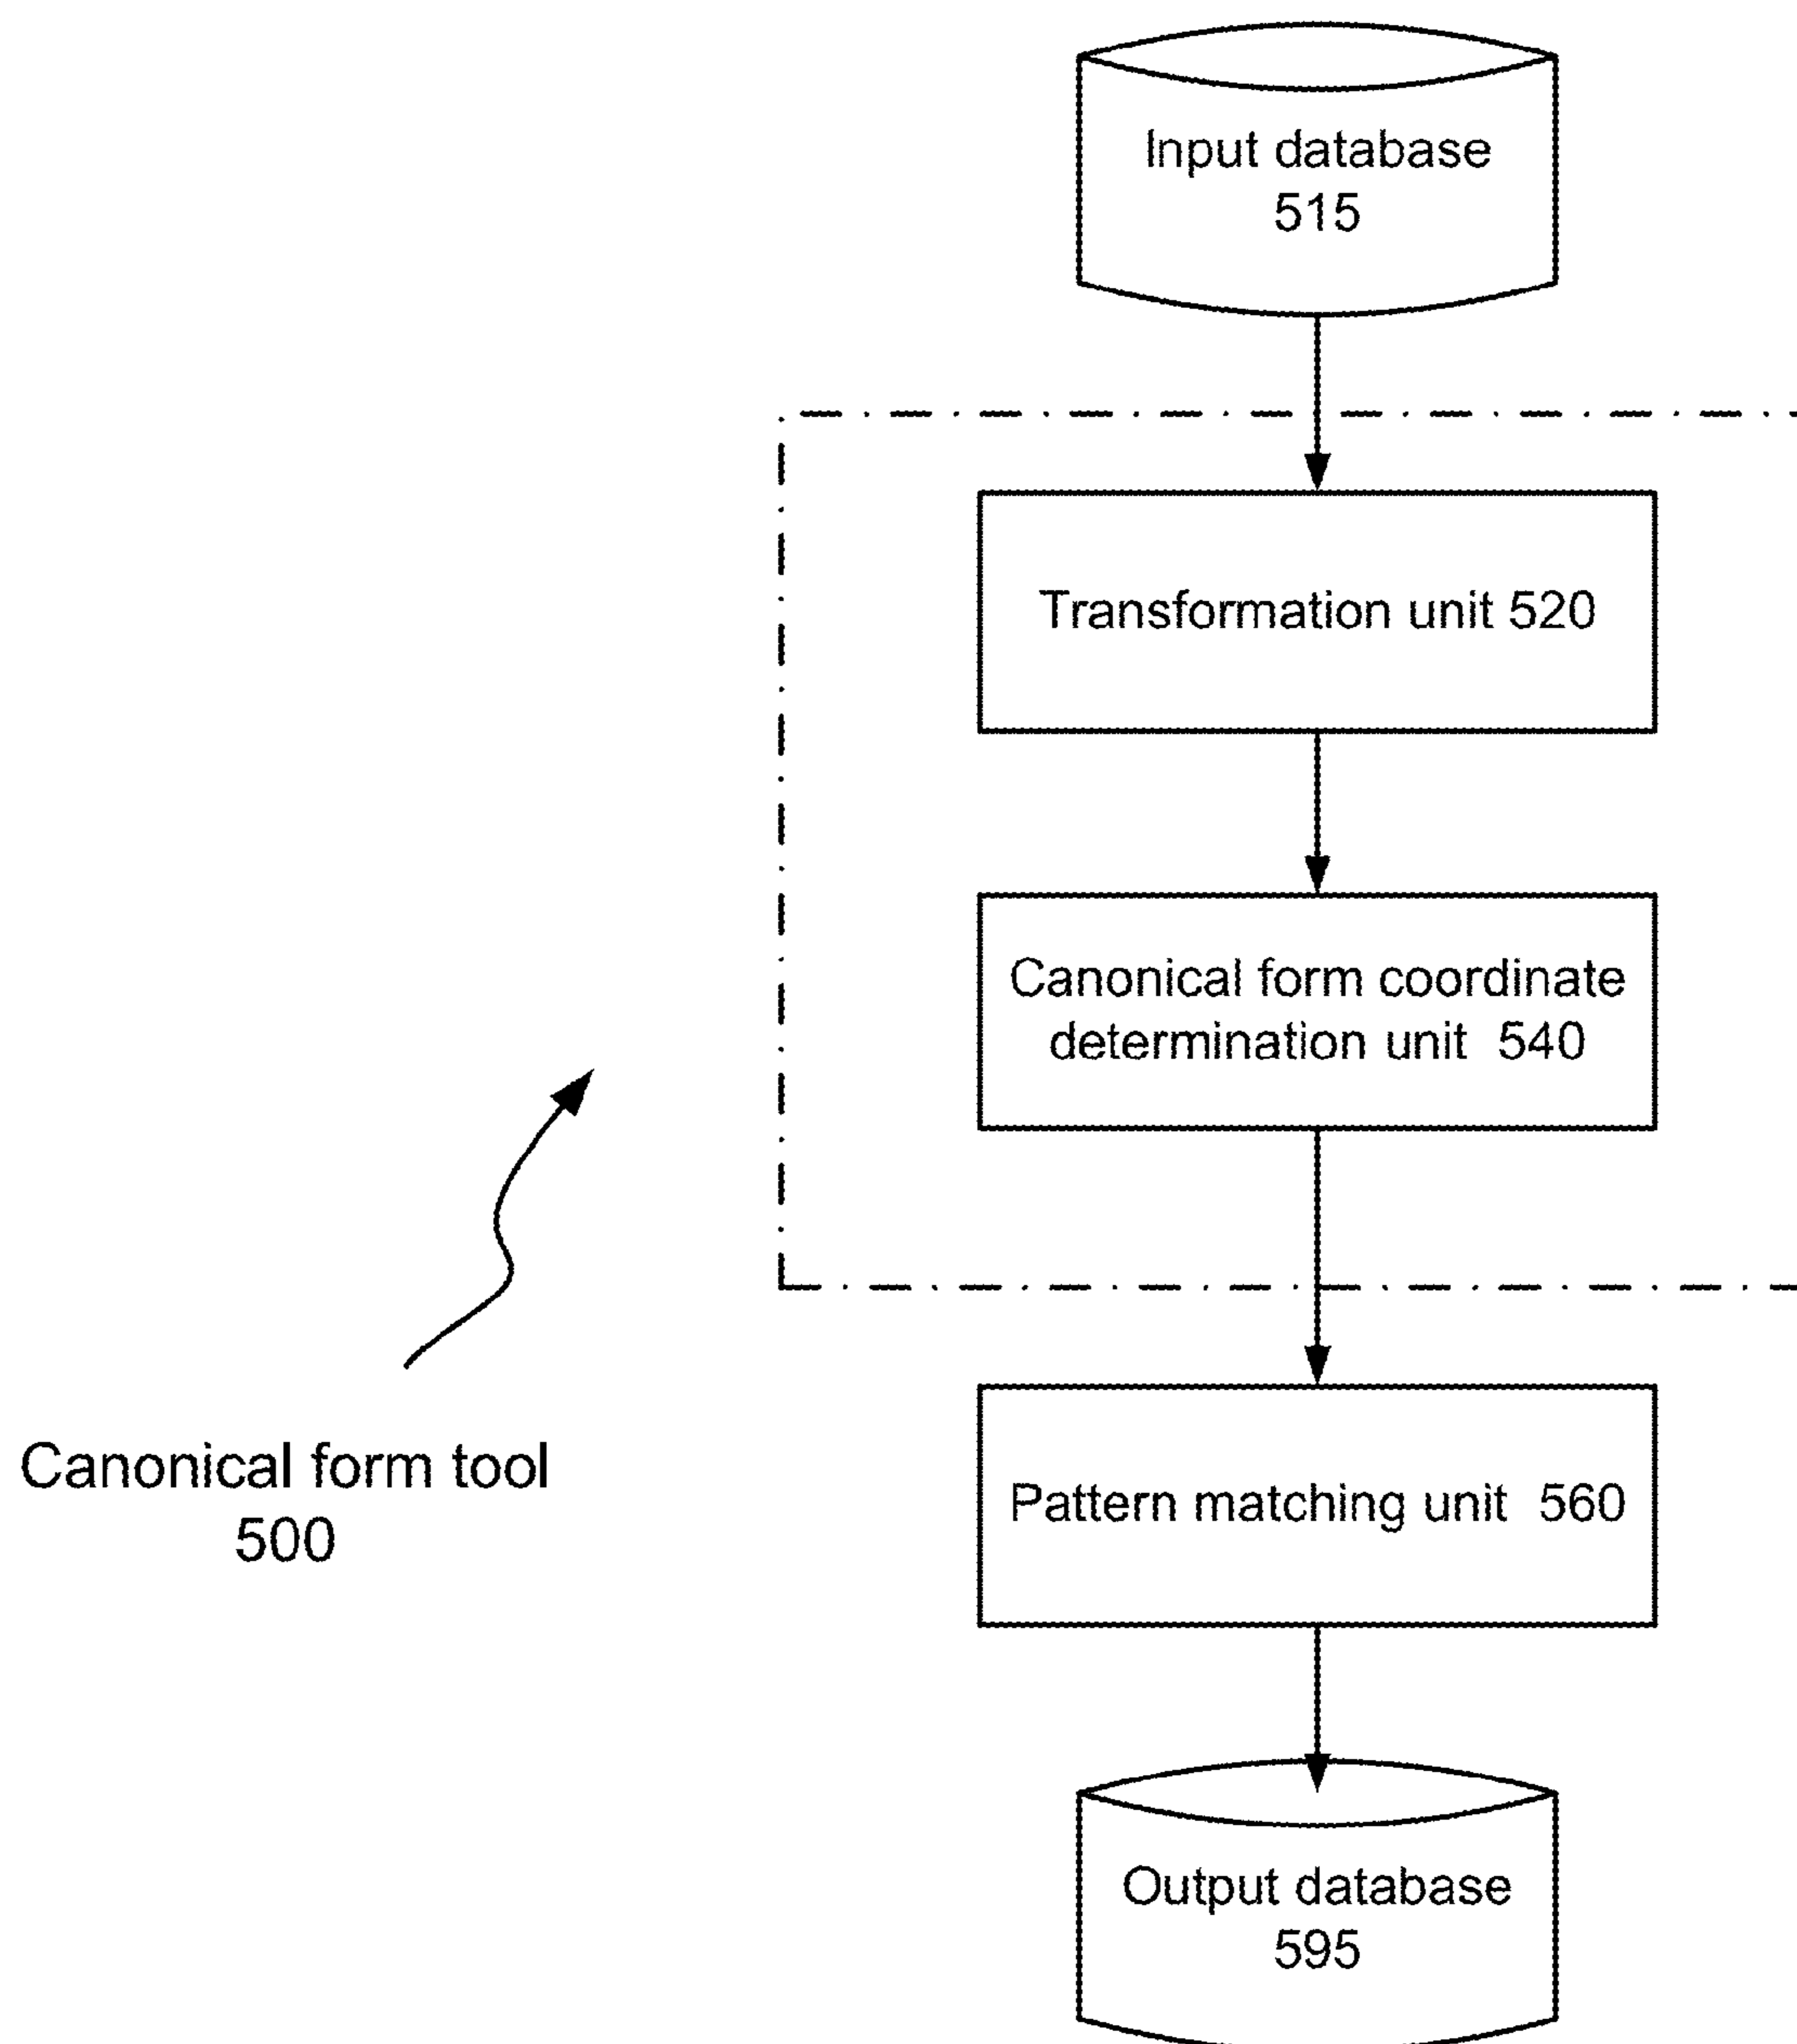 Input database
515
Transformation unit 520
Canonical form coordinate
determination unit 540
Canonical form tool
500
Pattern matching unit 560
Output database
595